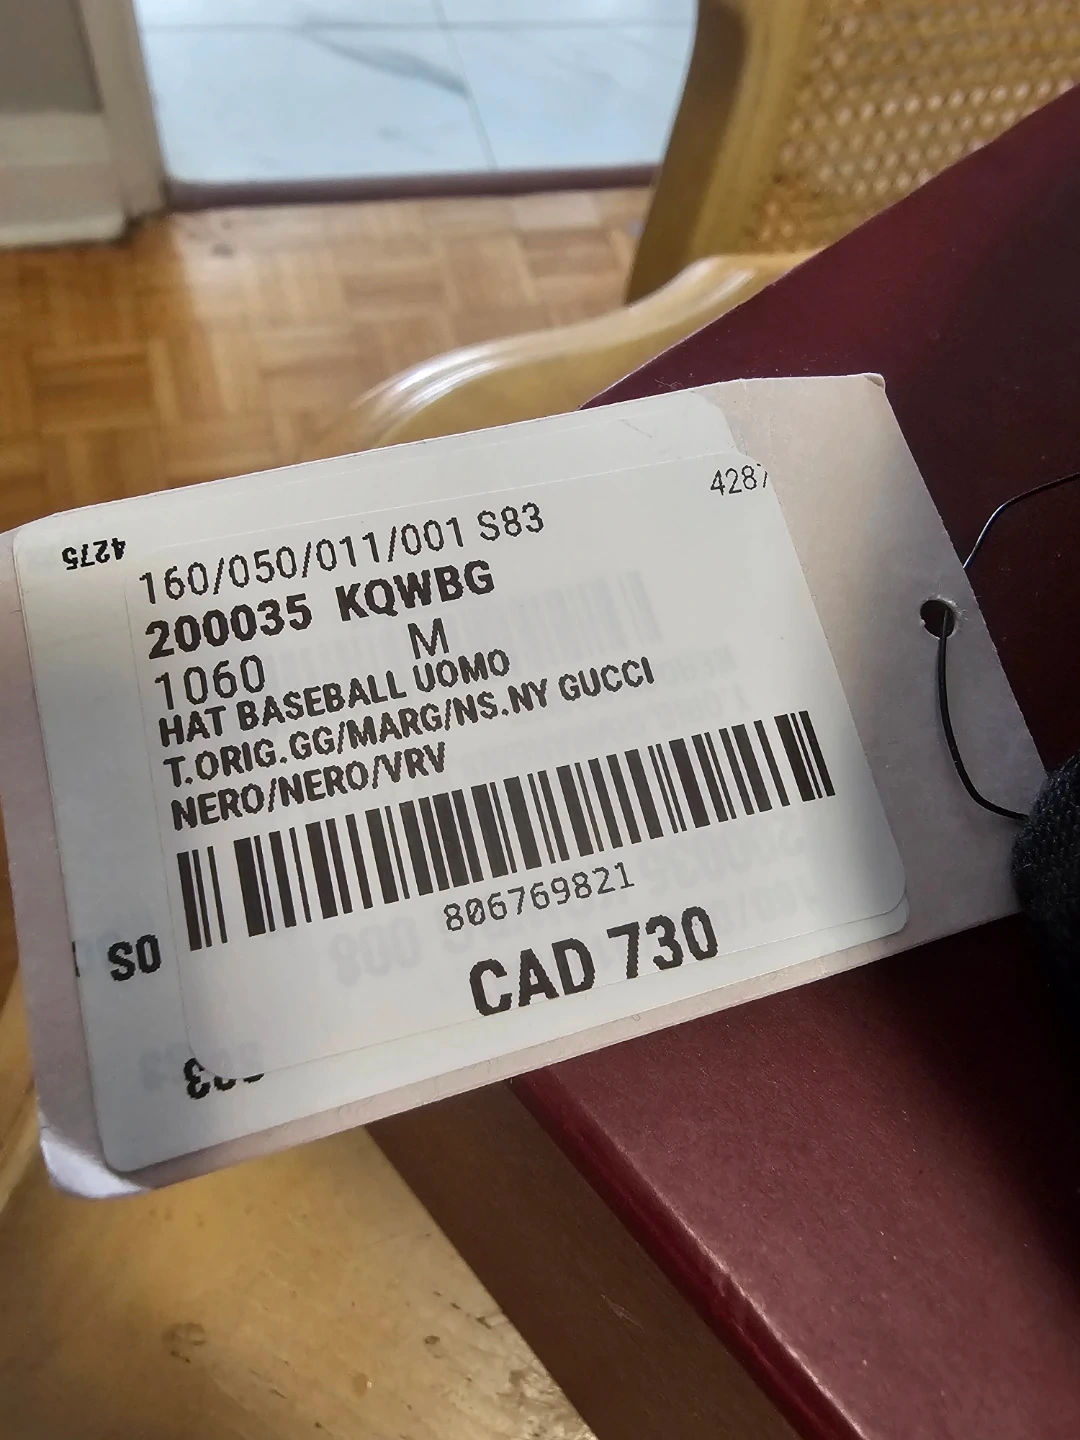 4287
4275
160/050/011/001 S83
200035 KQWBG
1060 M
HAT BASEBALL UOMO
T.ORIG.GG/MARG/NS.NY GUCCI
NERO/NERO/VRV
806769821
OS
CAD 730